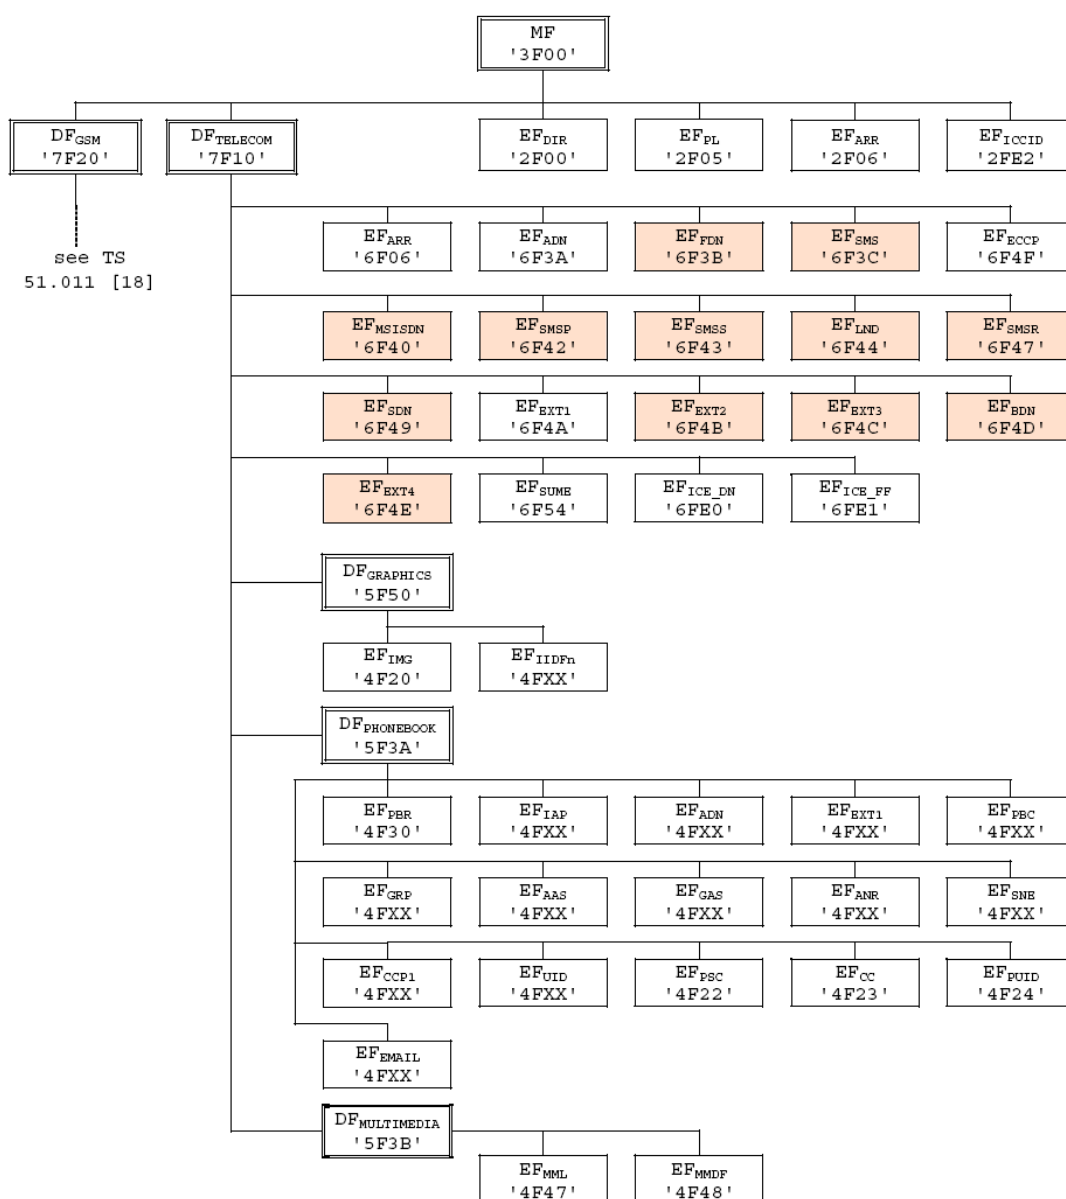 MF
'3F00'
DFGSM DFTELECOM EFDIR EFPL EFARR EFICCID
'7F20' '7F10' '2F00' '2F05' '2F06' '2FE2'
see TS
51.011 [18]
EFARR EFADN EFFDN EFSMS EFECCP
'6F06' '6F3A' '6F3B' '6F3C' '6F4F'
EFMSISDN EFSMSP EFSMSS EFLND EFSMSR
'6F40' '6F42' '6F43' '6F44' '6F47'
EFSDN EFEXT1 EFEXT2 EFEXT3 EFBDN
'6F49' '6F4A' '6F4B' '6F4C' '6F4D'
EFEXT4 EFSUME EFICE_DN EFICE_FF
'6F4E' '6F54' '6FE0' '6FE1'
DFGRAPHICS
'5F50'
EFIMG EFIIDFn
'4F20' '4FXX'
DFPHONEBOOK
'5F3A'
EFPBR EFIAP EFADN EFEXT1 EFPBC
'4F30' '4FXX' '4FXX' '4FXX' '4FXX'
EFGRP EFAAS EFGAS EFANR EFSNE
'4FXX' '4FXX' '4FXX' '4FXX' '4FXX'
EFCCP1 EFUID EFPSC EFCC EFPUID
'4FXX' '4FXX' '4F22' '4F23' '4F24'
EFEMAIL
'4FXX'
DFMULTIMEDIA
'5F3B'
EFMML EFMMDF
'4F47' '4F48'